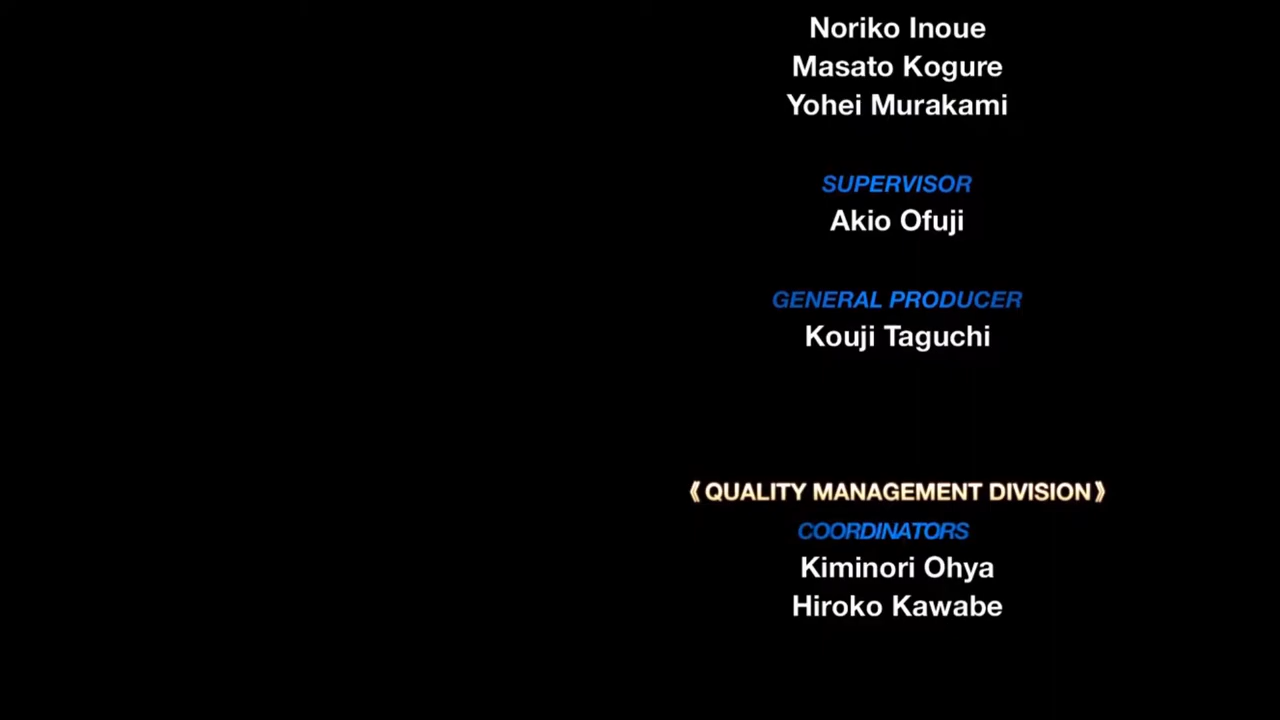 Noriko Inoue
Masato Kogure
Yohei Murakami
SUPERVISOR
Akio Ofuji
GENERAL PRODUCER
Kouji Taguchi
《QUALITY MANAGEMENT DIVISION》
COORDINATORS
Kiminori Ohya
Hiroko Kawabe